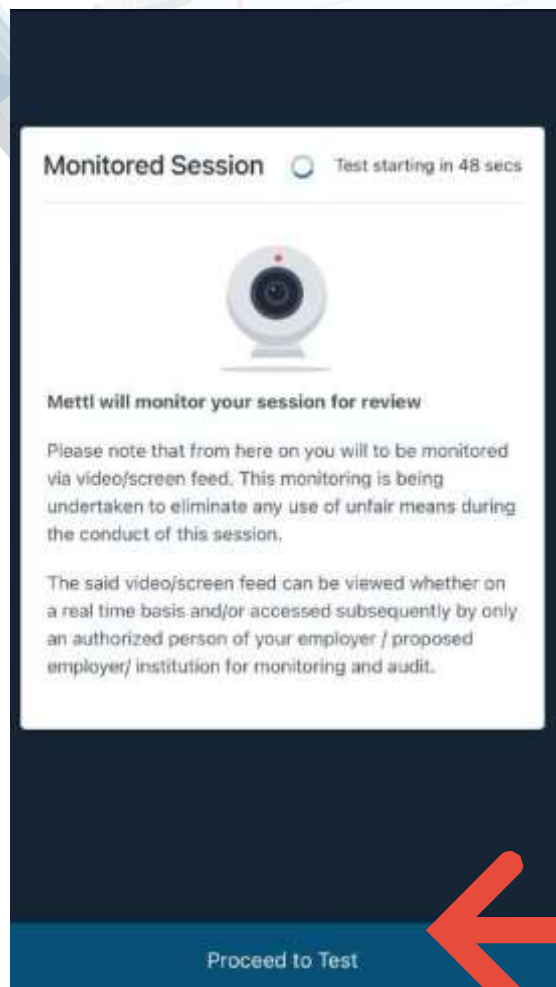 Monitored Session Test starting in 48 secs
Mettl will monitor your session for review
Please note that from here on you will to be monitored
via video/screen feed. This monitoring is being
undertaken to eliminate any use of unfair means during
the conduct of this session.
The said video/screen feed can be viewed whether on
a real time basis and/or accessed subsequently by only
an authorized person of your employer / proposed
employer/ institution for monitoring and audit.
Proceed to Test